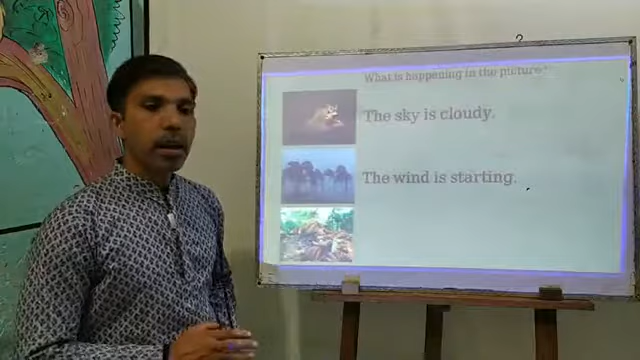 What is happening in the picture?
The sky is cloudy.
The wind is starting.